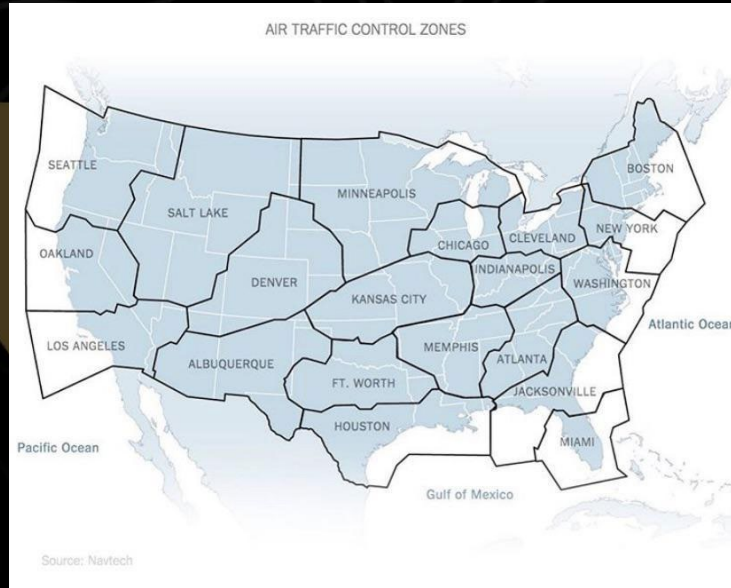 AIR TRAFFIC CONTROL ZONES
SEATTLE
BOSTON
MINNEAPOLIS
SALT LAKE
NEW YORK
CHICAGO
CLEVELAND
OAKLAND
INDIANAPOLIS
DENVER
WASHINGTON
KANSAS CITY
Atlantic Ocean
LOS ANGELES
MEMPHIS
ATLANTA
ALBUQUERQUE
FT. WORTH
JACKSONVILLE
HOUSTON
MIAMI
Pacific Ocean
Gulf of Mexico
Source: Navtech